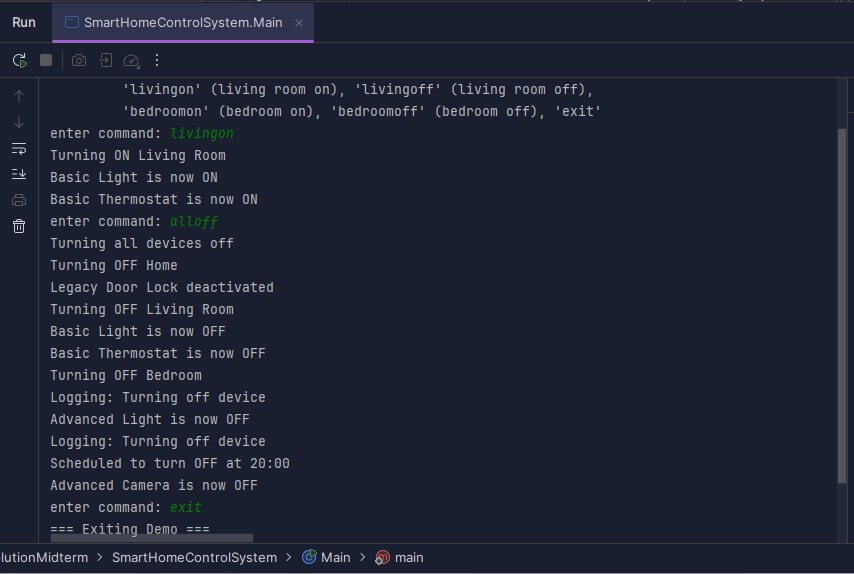 Run SmartHomeControlSystem.Main
'livingon' (living room on), 'livingoff' (living room off),
'bedroomon' (bedroom on), 'bedroomoff' (bedroom off), 'exit'
enter command: livingon
Turning ON Living Room
Basic Light is now ON
Basic Thermostat is now ON
enter command: alloff
Turning all devices off
Turning OFF Home
Legacy Door Lock deactivated
Turning OFF Living Room
Basic Light is now OFF
Basic Thermostat is now OFF
Turning OFF Bedroom
Logging: Turning off device
Advanced Light is now OFF
Logging: Turning off device
Scheduled to turn OFF at 20:00
Advanced Camera is now OFF
enter command: exit
=== Exiting Demo ===
lutionMidterm > SmartHomeControlSystem > Main > main